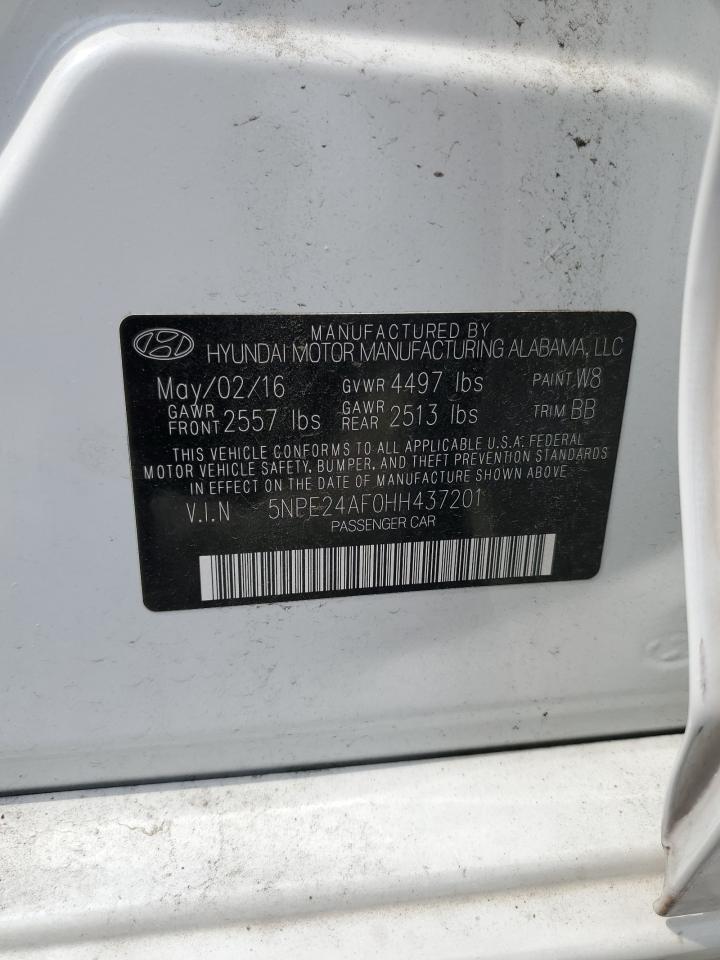 MANUFACTURED BY
HYUNDAI MOTOR MANUFACTURING ALABAMA, LLC
May/02/16 GVWR 4497 lbs PAINT W8
GAWR FRONT 2557 lbs GAWR REAR 2513 lbs TRIM BB
THIS VEHICLE CONFORMS TO ALL APPLICABLE U.S.A. FEDERAL
MOTOR VEHICLE SAFETY, BUMPER, AND THEFT PREVENTION STANDARDS
IN EFFECT ON THE DATE OF MANUFACTURE SHOWN ABOVE.
V.I.N 5NPE24AF0HH437201
PASSENGER CAR